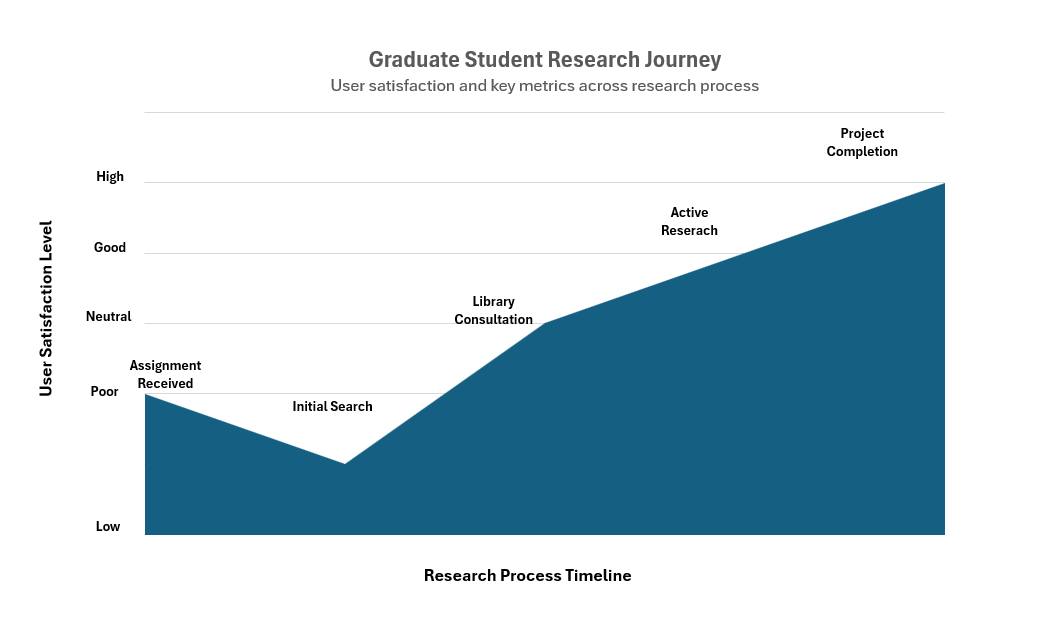 Graduate Student Research Journey
User satisfaction and key metrics across research process
Project
Completion
High
Active
Reserach
Good
Library
Consultation
Neutral
Assignment
Received
Poor
Initial Search
Low
User Satisfaction Level
Research Process Timeline